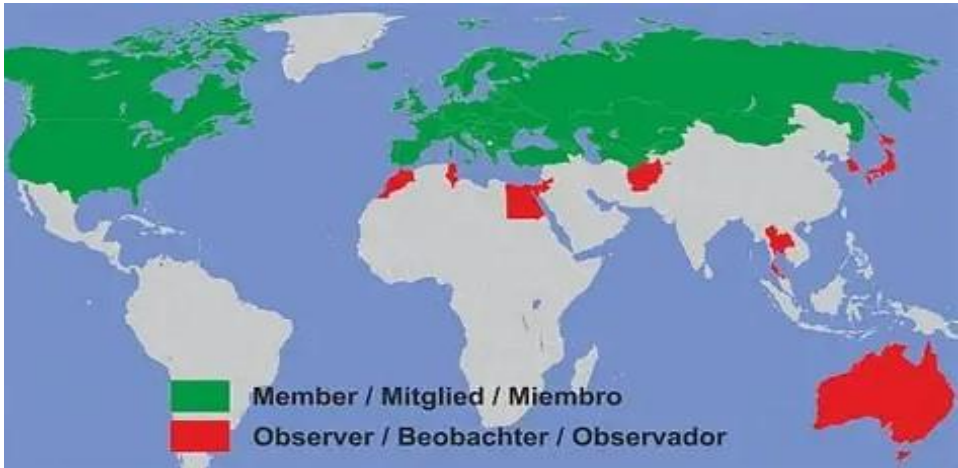 Member / Mitglied / Miembro
Observer / Beobachter / Observador